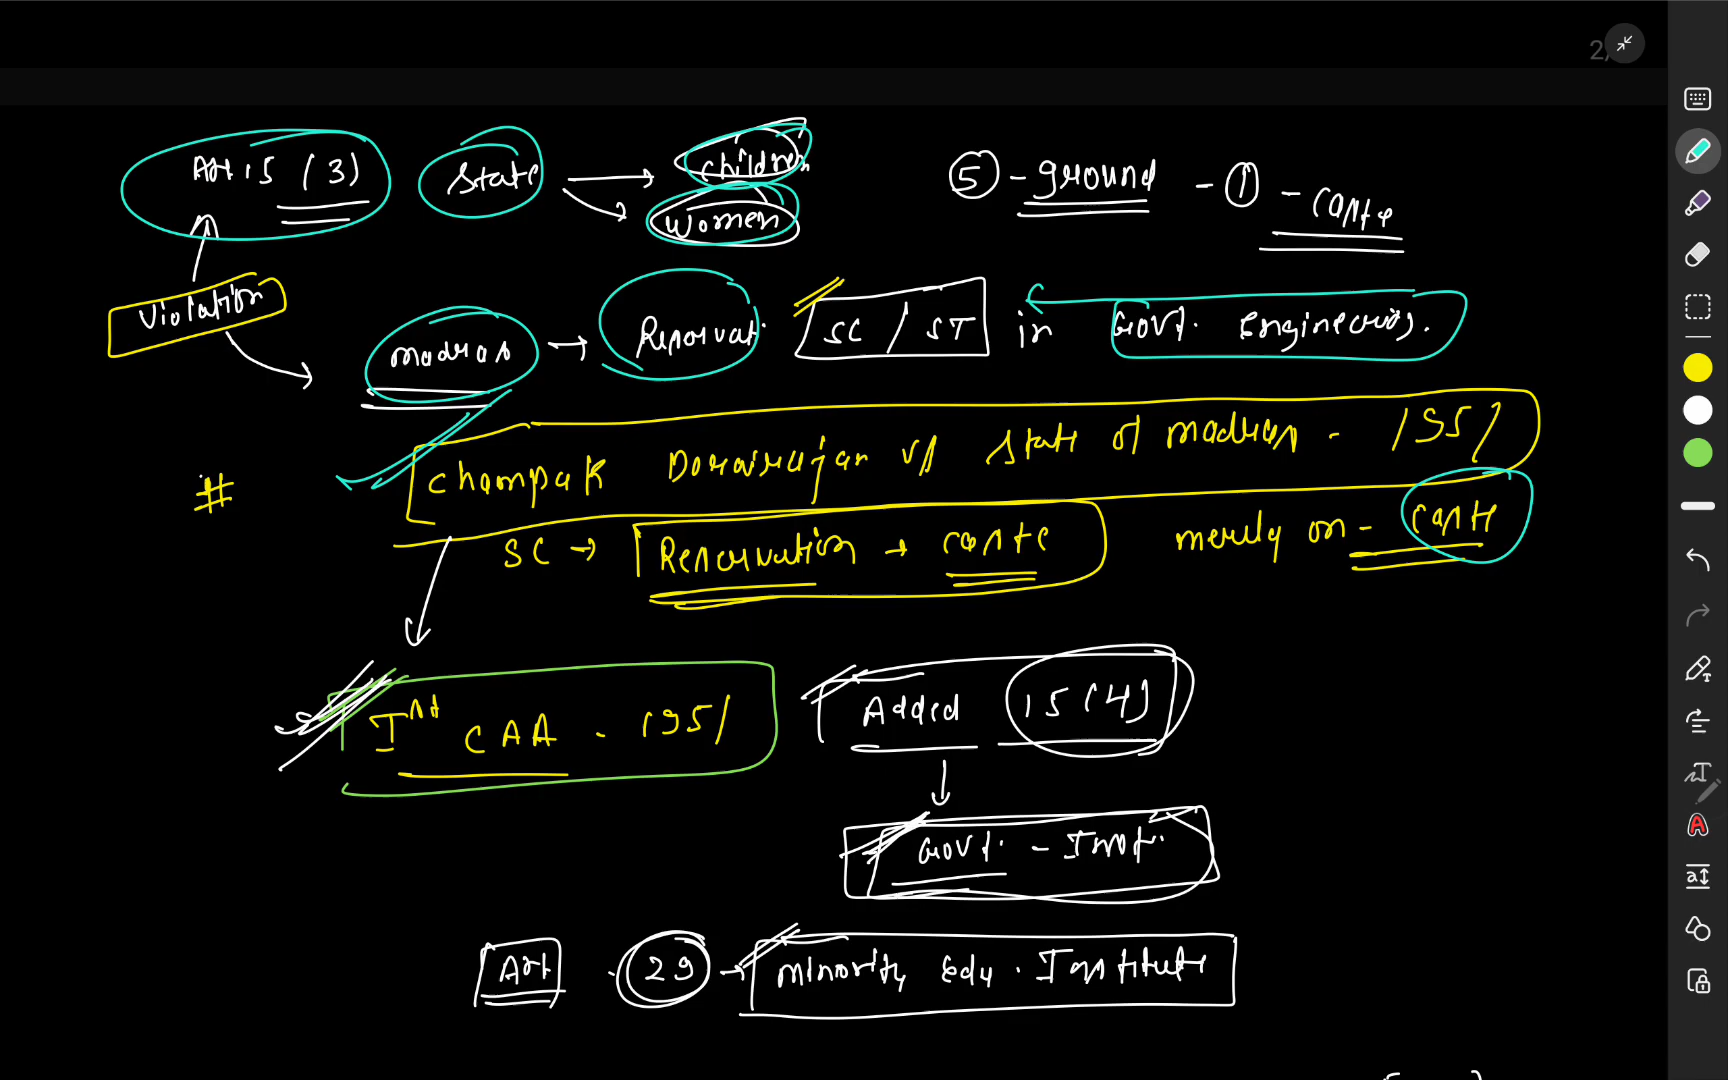 Art 15 (3) State → children
women
5 - ground - 1 - caste
Violation
madras → Reservat. SC / ST in Govt. Engineering.
# champak Dorairajan v/s State of madras - 1951
SC → Reservation → caste merely on - caste
Ist CAA - 1951 Added 15(4)
Govt. - Inst.
Art. 29 → minority Edu. Institute